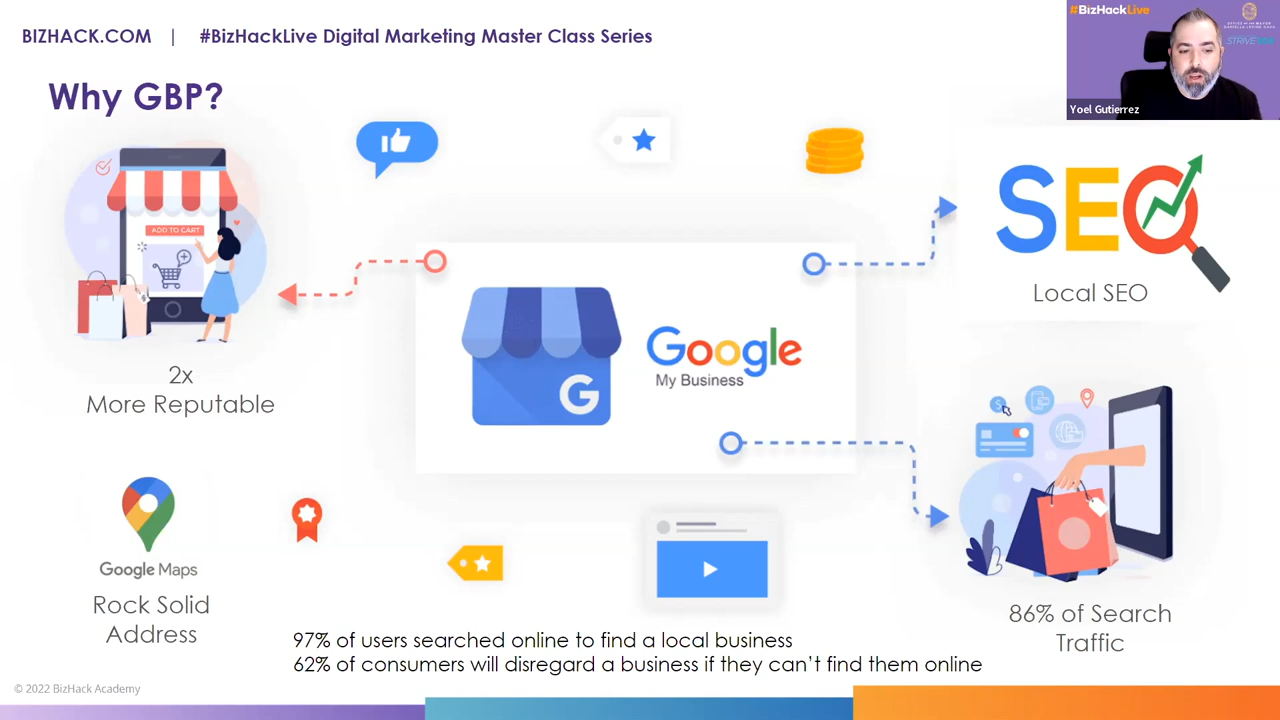 BIZHACK.COM | #BizHackLive Digital Marketing Master Class Series
#BizHackLive
Yoel Gutierrez
Why GBP?
ADD TO CART
2x
More Reputable
G
Google
My Business
SEO
Local SEO
Google Maps
Rock Solid
Address
86% of Search
Traffic
97% of users searched online to find a local business
62% of consumers will disregard a business if they can’t find them online
© 2022 BizHack Academy